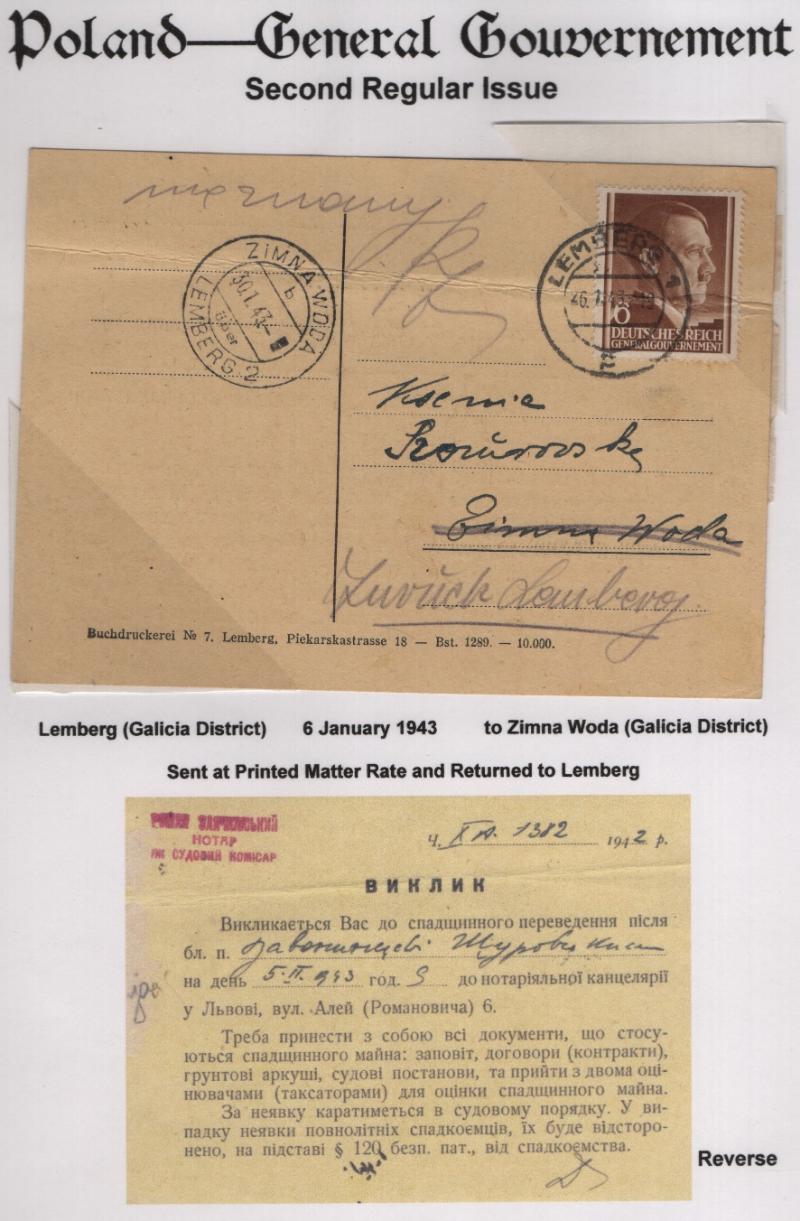 Poland—General Gouvernement
Second Regular Issue
ZIMNA WODA
b
über
LEMBERG 2
LEMBERG 1
6
DEUTSCHES REICH
GENERALGOUVERNEMENT
Ksenia
Zimna Woda
Zurück Lemberg
Buchdruckerei № 7, Lemberg, Piekarskastrasse 18 — Bst. 1289. — 10.000.
Lemberg (Galicia District) 6 January 1943 to Zimna Woda (Galicia District)
Sent at Printed Matter Rate and Returned to Lemberg
НОТАР
СУДОВИЙ КОМІСАР
Ч. 1382 1942 р.
ВИКЛИК
Викликається Вас до спадщинного переведення після
бл. п.
на день 5.II.1943 год. 9 до нотаріяльної канцелярії
у Львові, вул. Алей (Романовича) 6.
Треба принести з собою всі документи, що стосу-
ються спадщинного майна: заповіт, договори (контракти),
грунтові аркуші, судові постанови, та прийти з двома оці-
нювачами (таксаторами) для оцінки спадщинного майна.
За неявку каратиметься в судовому порядку. У ви-
падку неявки повнолітніх спадкоємців, їх буде відсторо-
нено, на підставі § 120 безп. пат., від спадкоємства.
Reverse